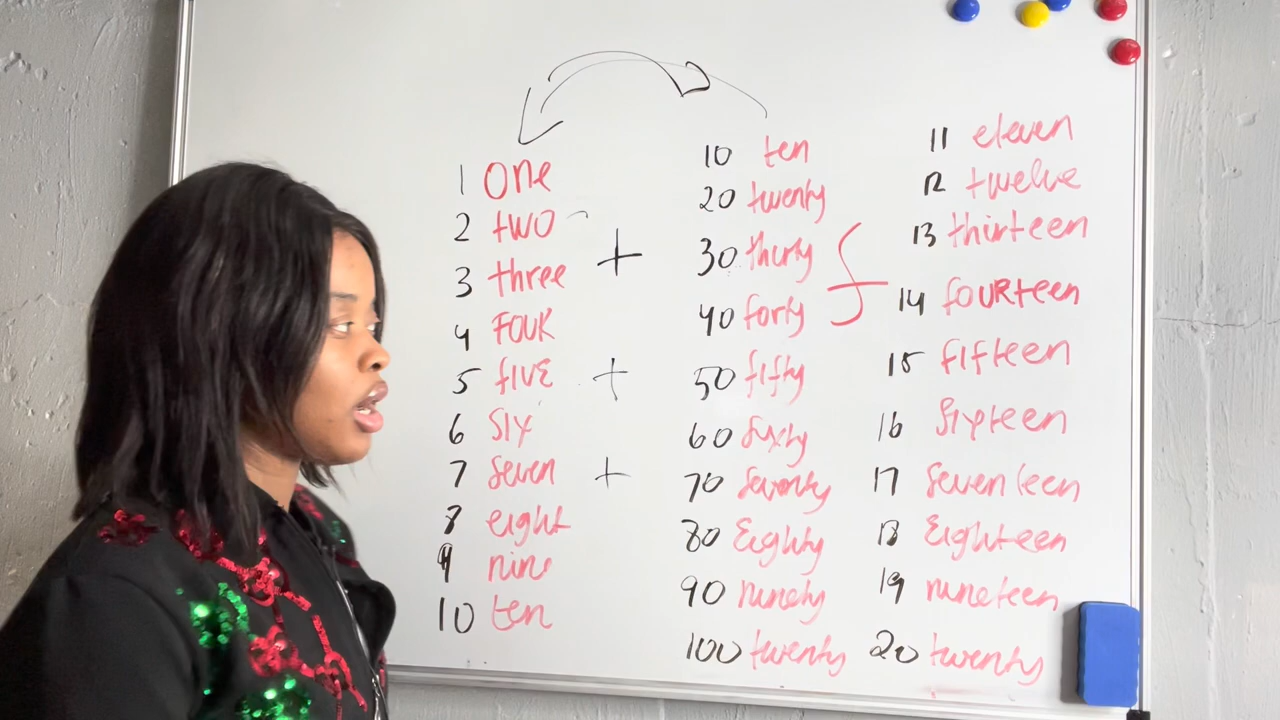 1 one
2 two
3 three
4 FOUR
5 fIVE
6 SIX
7 Seven
8 eight
9 nine
10 ten
+
+
+
10 ten
20 twenty
30 thirty
40 forty
50 fifty
60 sixty
70 seventy
80 Eighty
90 ninety
100 twenty
11 eleven
12 twelve
13 thirteen
14 fOURteen
15 fifteen
16 Sixteen
17 Seventeen
18 Eighteen
19 nineteen
20 twenty